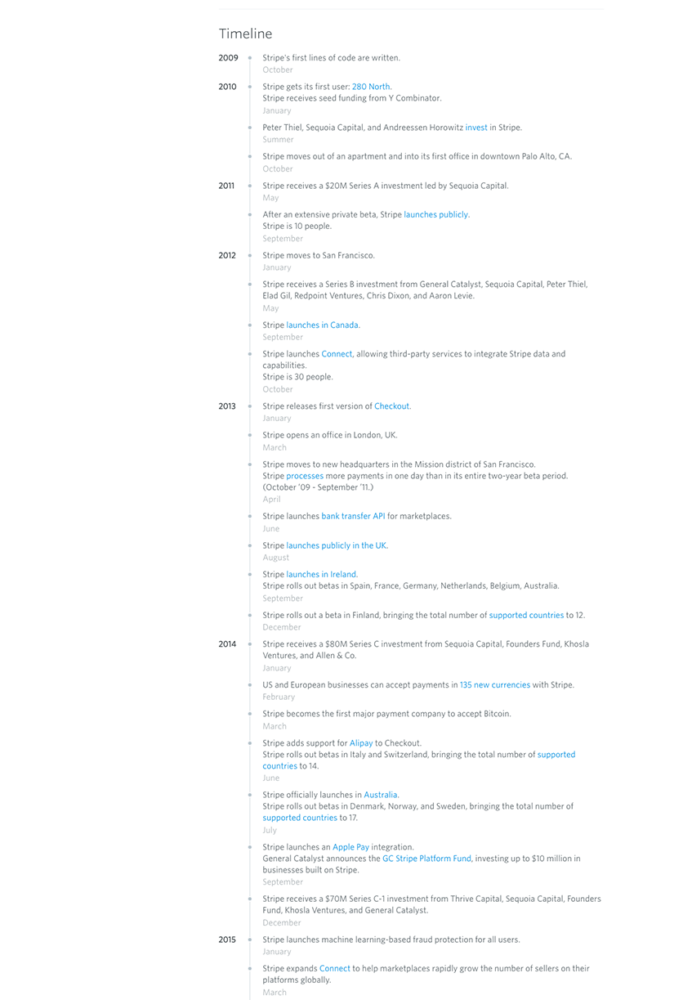 Timeline
2009 Stripe's first lines of code are written.
October
2010 Stripe gets its first user: 280 North.
Stripe receives seed funding from Y Combinator.
January
Peter Thiel, Sequoia Capital, and Andreessen Horowitz invest in Stripe.
Summer
Stripe moves out of an apartment and into its first office in downtown Palo Alto, CA.
October
2011 Stripe receives a $20M Series A investment led by Sequoia Capital.
May
After an extensive private beta, Stripe launches publicly.
Stripe is 10 people.
September
2012 Stripe moves to San Francisco.
January
Stripe receives a Series B investment from General Catalyst, Sequoia Capital, Peter Thiel,
Elad Gil, Redpoint Ventures, Chris Dixon, and Aaron Levie.
May
Stripe launches in Canada.
September
Stripe launches Connect, allowing third-party services to integrate Stripe data and
capabilities.
Stripe is 30 people.
October
2013 Stripe releases first version of Checkout.
January
Stripe opens an office in London, UK.
March
Stripe moves to new headquarters in the Mission district of San Francisco.
Stripe processes more payments in one day than in its entire two-year beta period.
(October '09 - September '11.)
April
Stripe launches bank transfer API for marketplaces.
June
Stripe launches publicly in the UK.
August
Stripe launches in Ireland.
Stripe rolls out betas in Spain, France, Germany, Netherlands, Belgium, Australia.
September
Stripe rolls out a beta in Finland, bringing the total number of supported countries to 12.
December
2014 Stripe receives a $80M Series C investment from Sequoia Capital, Founders Fund, Khosla
Ventures, and Allen & Co.
January
US and European businesses can accept payments in 135 new currencies with Stripe.
February
Stripe becomes the first major payment company to accept Bitcoin.
March
Stripe adds support for Alipay to Checkout.
Stripe rolls out betas in Italy and Switzerland, bringing the total number of supported
countries to 14.
June
Stripe officially launches in Australia.
Stripe rolls out betas in Denmark, Norway, and Sweden, bringing the total number of
supported countries to 17.
July
Stripe launches an Apple Pay integration.
General Catalyst announces the GC Stripe Platform Fund, investing up to $10 million in
businesses built on Stripe.
September
Stripe receives a $70M Series C-1 investment from Thrive Capital, Sequoia Capital, Founders
Fund, Khosla Ventures, and General Catalyst.
December
2015 Stripe launches machine learning-based fraud protection for all users.
January
Stripe expands Connect to help marketplaces rapidly grow the number of sellers on their
platforms globally.
March